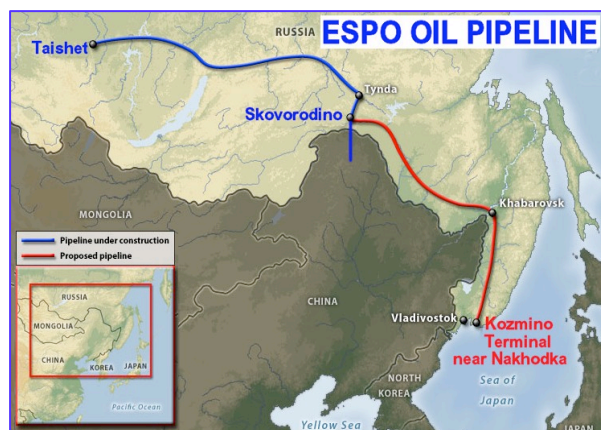 ESPO OIL PIPELINE
RUSSIA
Taishet
Tynda
Skovorodino
Khabarovsk
MONGOLIA
Pipeline under construction
Proposed pipeline
CHINA
Vladivostok
Kozmino
Terminal
near Nakhodka
RUSSIA
MONGOLIA
CHINA
KOREA
JAPAN
Pacific Ocean
NORTH
KOREA
Sea of
Japan
Yellow Sea
JAPAN